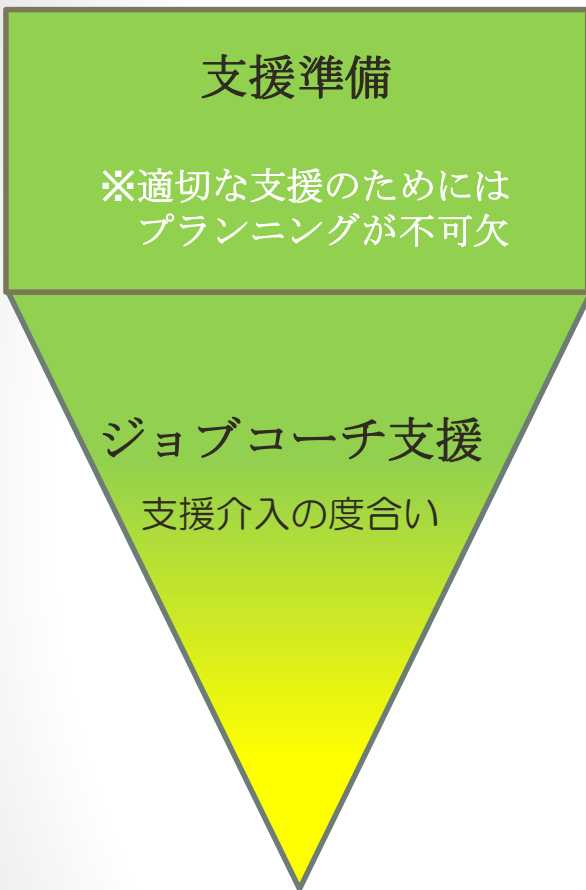 支援準備
※適切な支援のためには
プランニングが不可欠
ジョブコーチ支援
支援介入の度合い